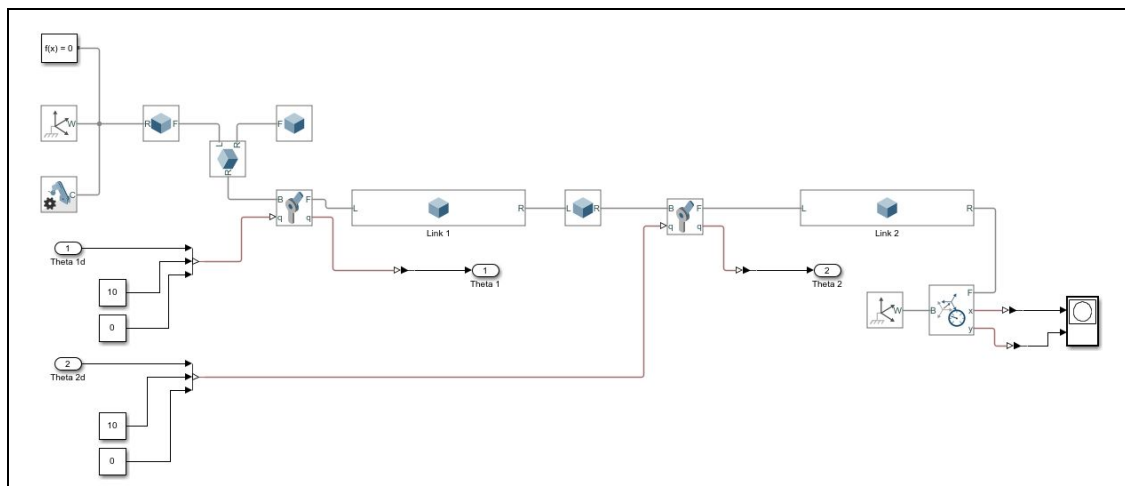 f(x) = 0
W
R F
F
L R
R
C
B F
q q
L R
Link 1
L R
B F
q q
L R
Link 2
1
Theta 1d
10
0
1
Theta 1
2
Theta 2
W
B F
x
y
2
Theta 2d
10
0